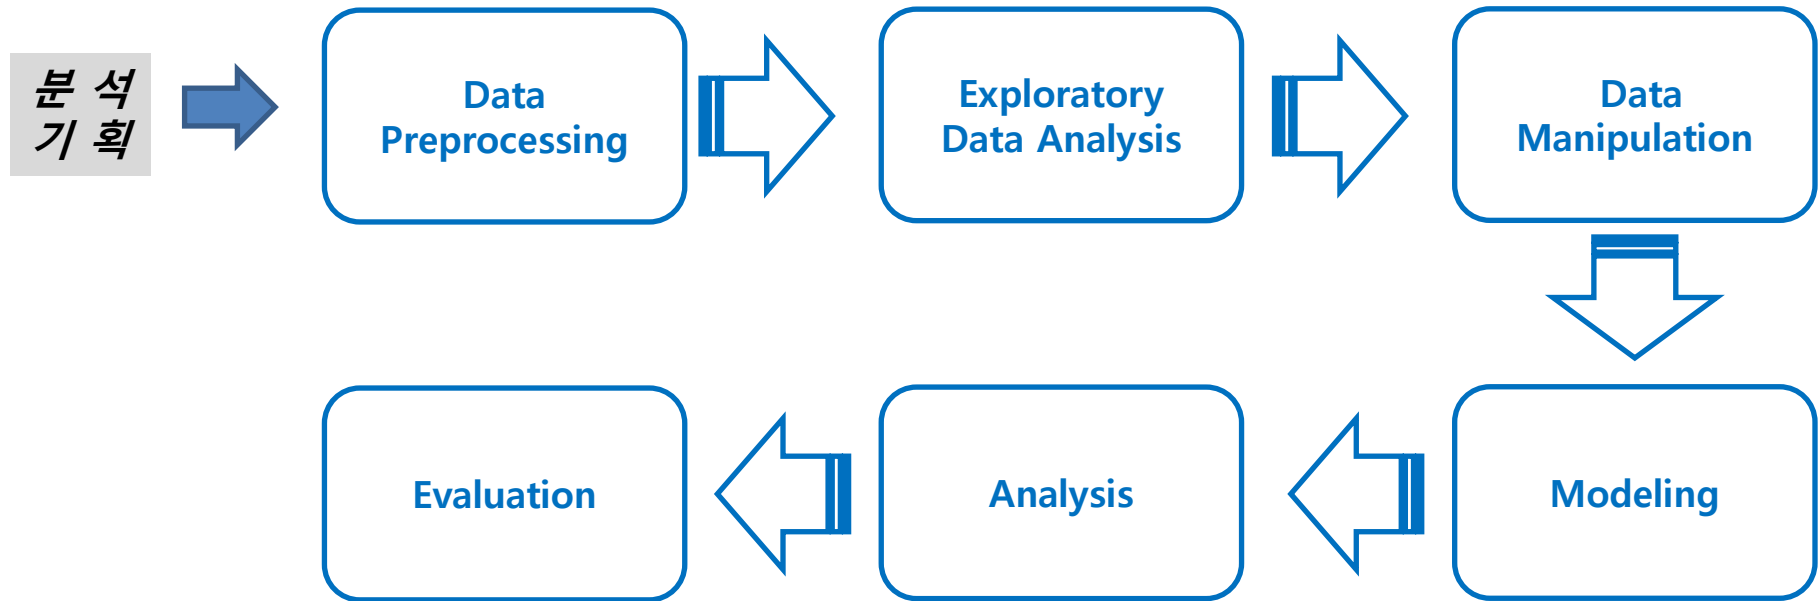 분 석
기 획
Data
Preprocessing
Exploratory
Data Analysis
Data
Manipulation
Modeling
Analysis
Evaluation